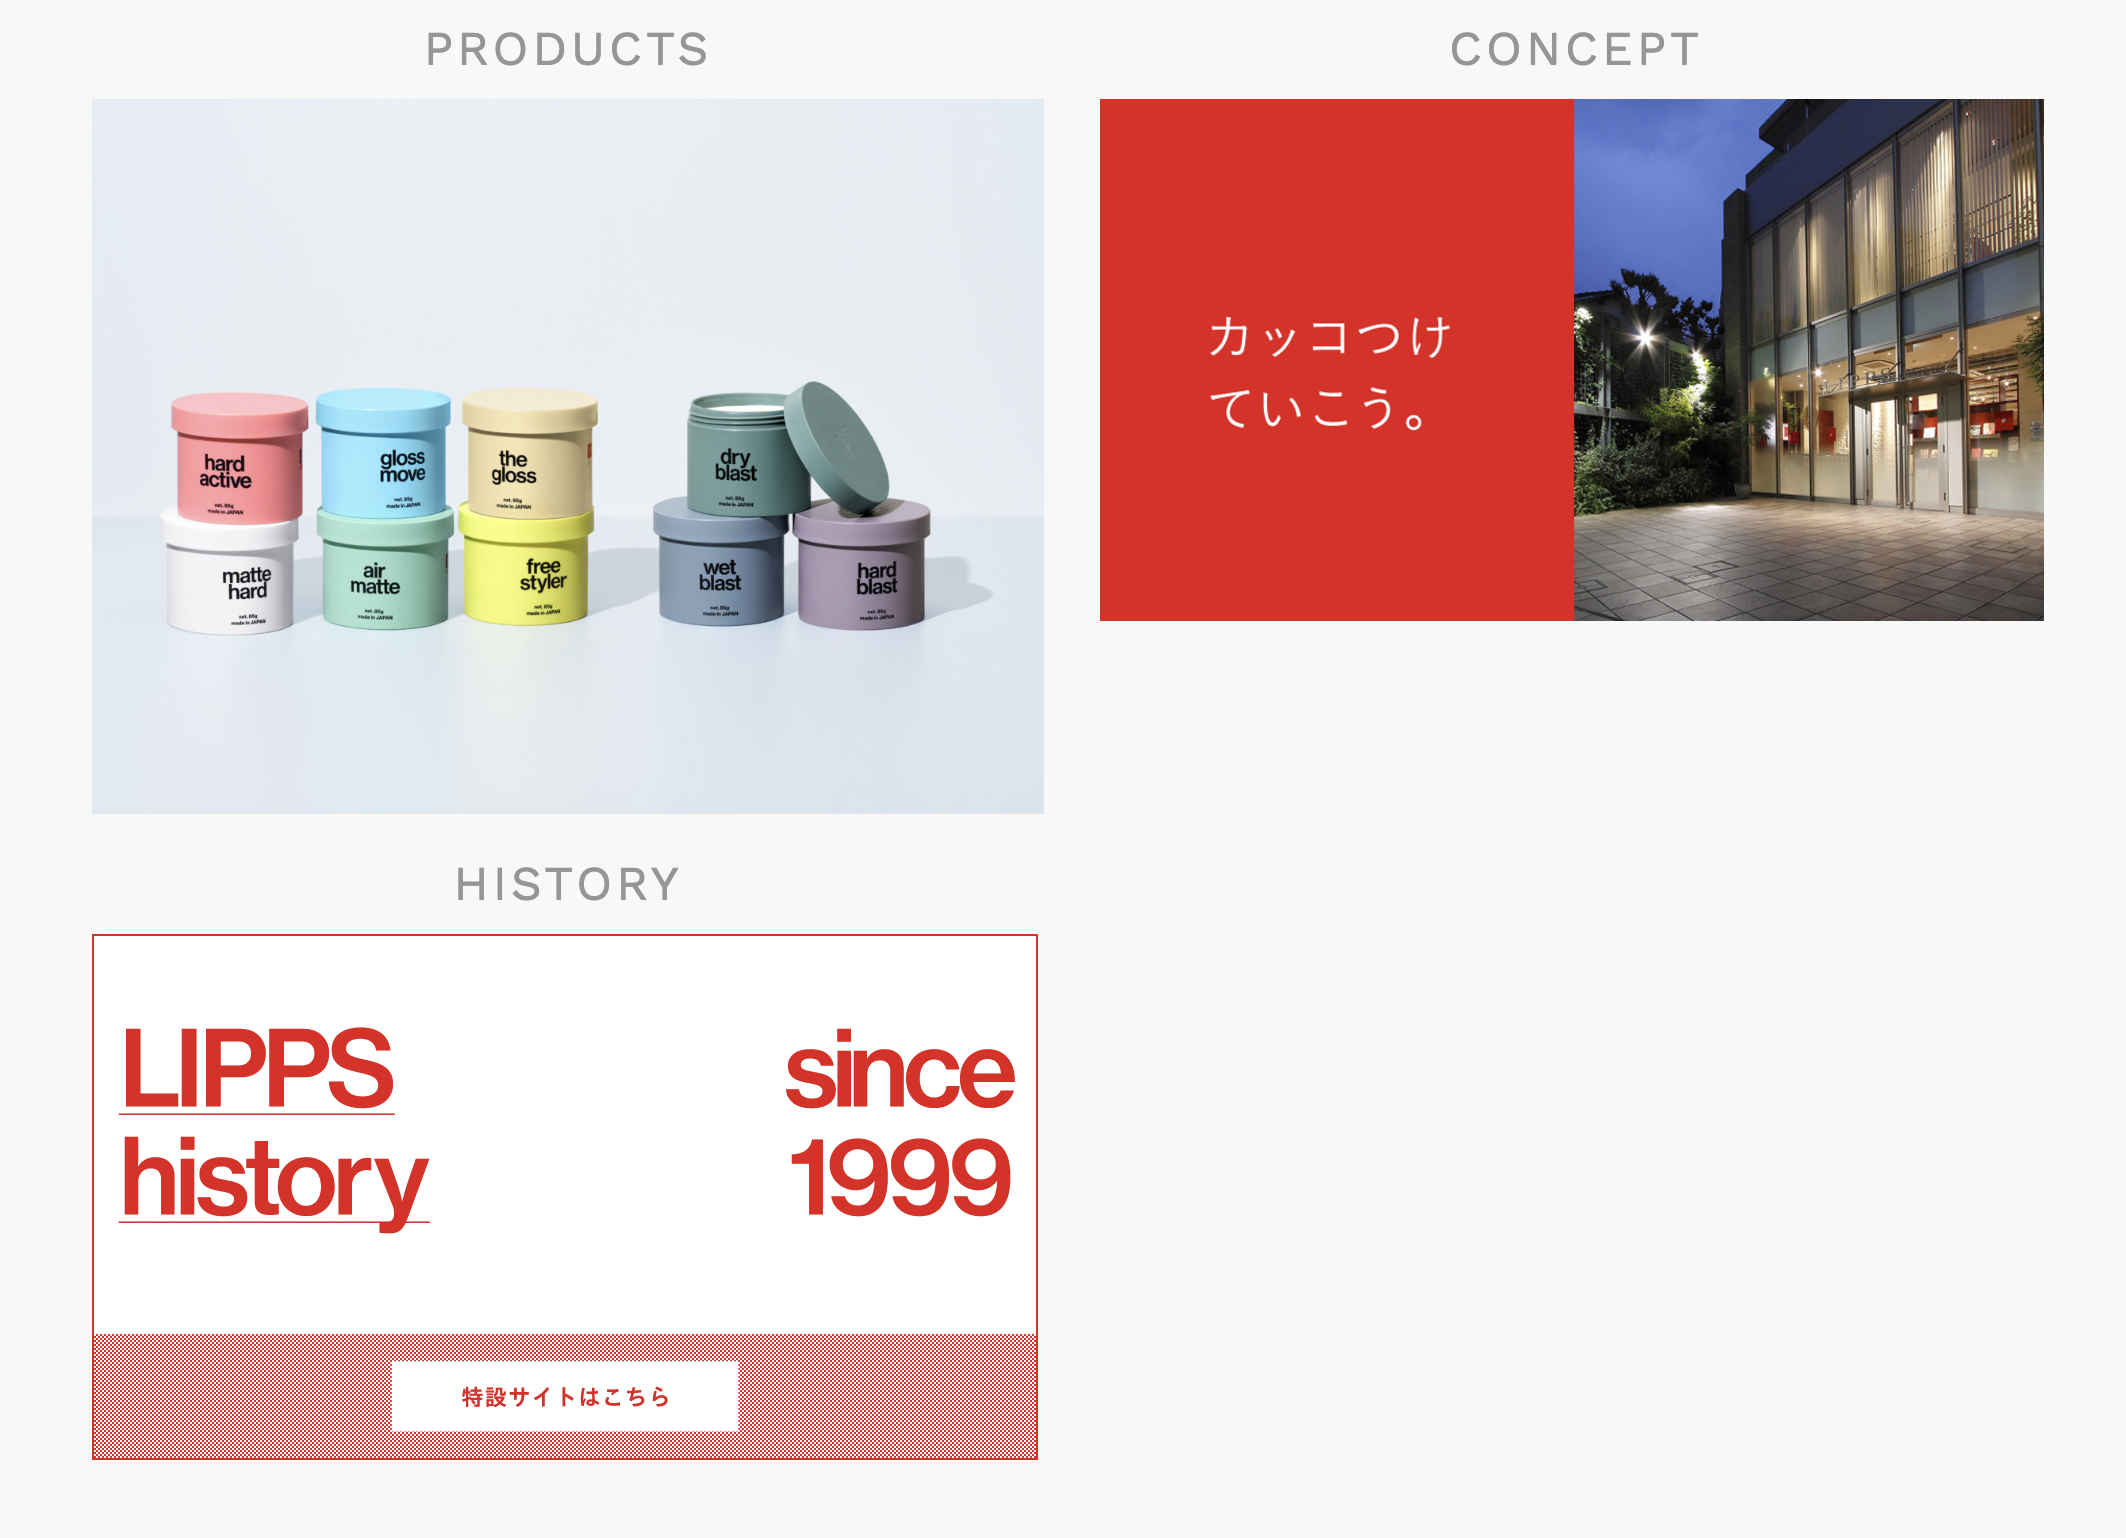 PRODUCTS
hard
active
net. 85g
made in JAPAN
gloss
move
net. 85g
made in JAPAN
the
gloss
net. 85g
made in JAPAN
dry
blast
net. 85g
made in JAPAN
matte
hard
net. 85g
made in JAPAN
air
matte
net. 85g
made in JAPAN
free
styler
net. 85g
made in JAPAN
wet
blast
net. 85g
made in JAPAN
hard
blast
net. 85g
made in JAPAN
CONCEPT
カッコつけ
ていこう。
LIPPS
HISTORY
LIPPS
history
since
1999
特設サイトはこちら